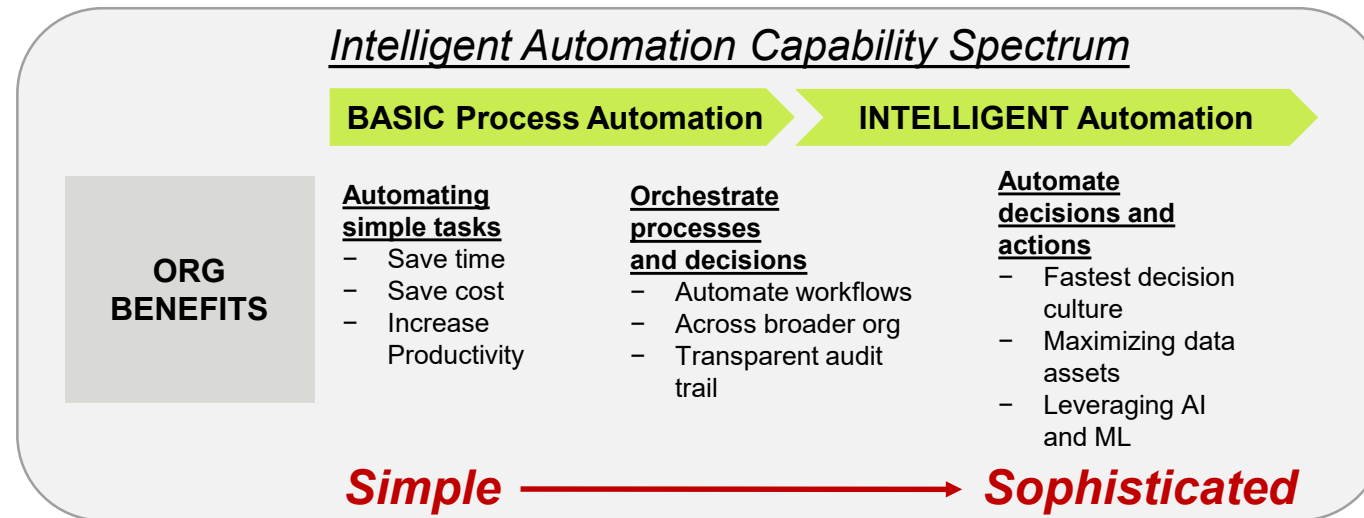 Intelligent Automation Capability Spectrum
BASIC Process Automation
INTELLIGENT Automation
ORG
BENEFITS
Automating
simple tasks
− Save time
− Save cost
− Increase
Productivity
Orchestrate
processes
and decisions
− Automate workflows
− Across broader org
− Transparent audit
trail
Automate
decisions and
actions
− Fastest decision
culture
− Maximizing data
assets
− Leveraging AI
and ML
Simple
Sophisticated